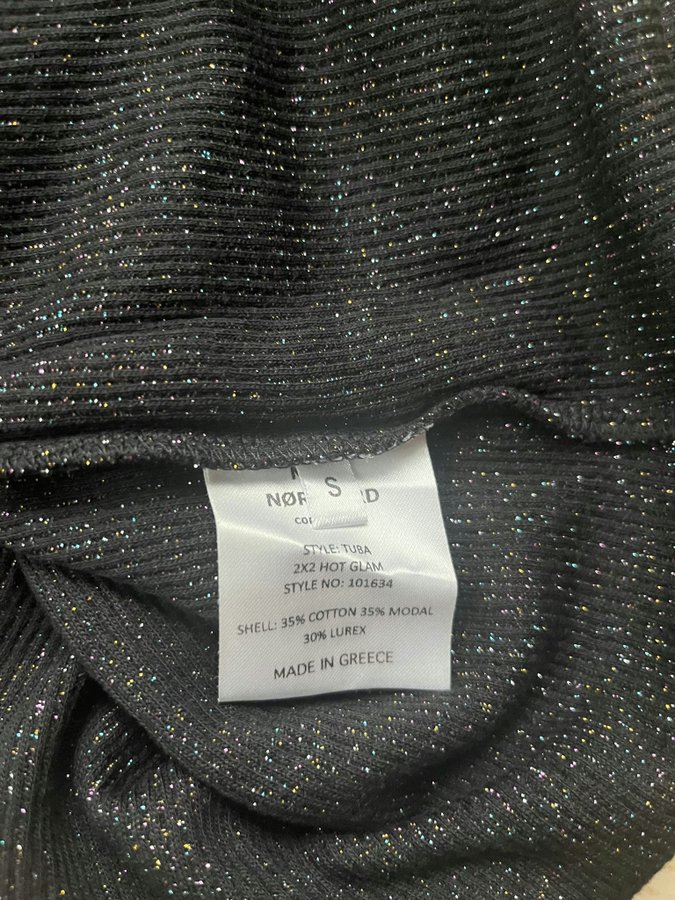 S
STYLE: TUBA
2X2 HOT GLAM
STYLE NO: 101634
SHELL: 35% COTTON 35% MODAL
30% LUREX
MADE IN GREECE